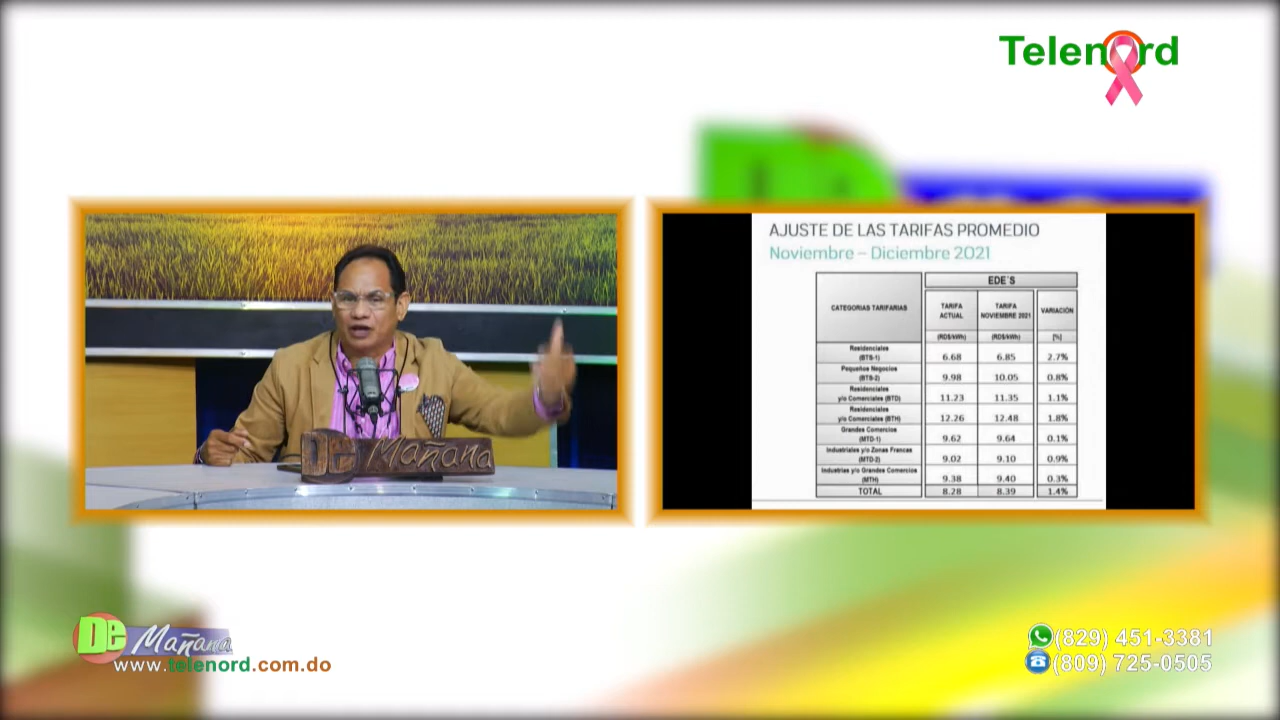 Telenord
AJUSTE DE LAS TARIFAS PROMEDIO
Noviembre – Diciembre 2021
EDE´S
CATEGORIAS TARIFARIAS
TARIFA ACTUAL
TARIFA NOVIEMBRE 2021
VARIACIÓN
(RD$/kWh)
(RD$/kWh)
[%]
Residenciales
(BTS-1) 6.68 6.85 2.7%
Pequeños Negocios
(BTS-2) 9.98 10.05 0.8%
Residenciales
y/o Comerciales (BTD) 11.23 11.35 1.1%
Residenciales
y/o Comerciales (BTH) 12.26 12.48 1.8%
Grandes Comercios
(MTD-1) 9.62 9.64 0.1%
Industriales y/o Zonas Francas
(MTD-2) 9.02 9.10 0.9%
Industrias y/o Grandes Comercios
(MTH) 9.38 9.40 0.3%
TOTAL 8.28 8.39 1.4%
De Mañana
De Mañana
www.telenord.com.do
(829) 451-3381
(809) 725-0505